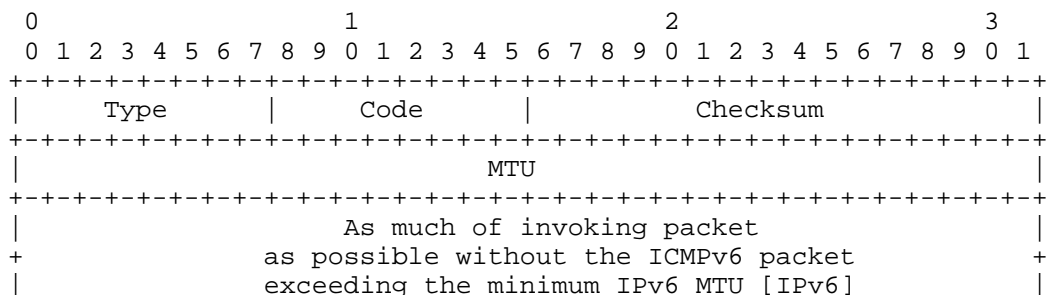 0                   1                   2                   3
 0 1 2 3 4 5 6 7 8 9 0 1 2 3 4 5 6 7 8 9 0 1 2 3 4 5 6 7 8 9 0 1
+-+-+-+-+-+-+-+-+-+-+-+-+-+-+-+-+-+-+-+-+-+-+-+-+-+-+-+-+-+-+-+-+
|     Type      |     Code      |          Checksum             |
+-+-+-+-+-+-+-+-+-+-+-+-+-+-+-+-+-+-+-+-+-+-+-+-+-+-+-+-+-+-+-+-+
|                             MTU                               |
+-+-+-+-+-+-+-+-+-+-+-+-+-+-+-+-+-+-+-+-+-+-+-+-+-+-+-+-+-+-+-+-+
|                    As much of invoking packet                 |
+               as possible without the ICMPv6 packet           +
|               exceeding the minimum IPv6 MTU [IPv6]           |